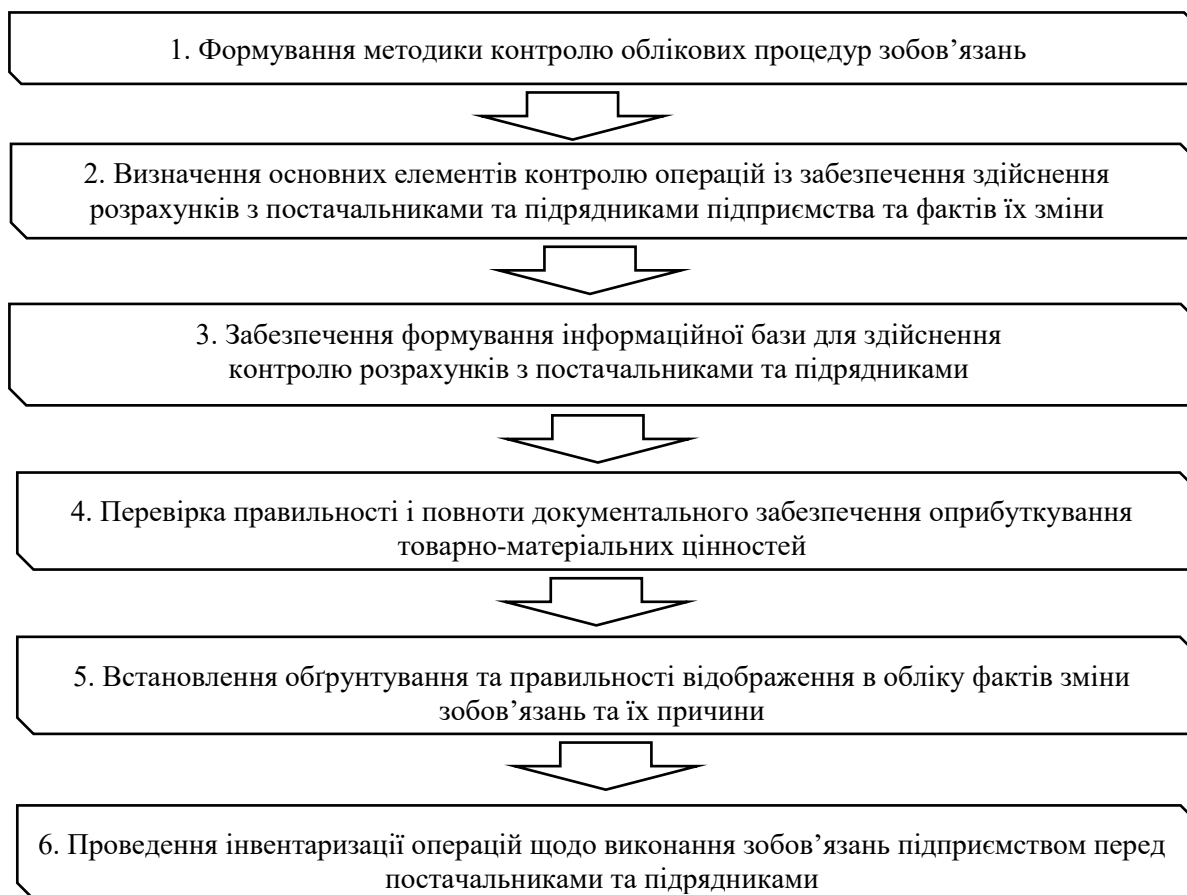 1. Формування методики контролю облікових процедур зобов’язань
2. Визначення основних елементів контролю операцій із забезпечення здійснення
розрахунків з постачальниками та підрядниками підприємства та фактів їх зміни
3. Забезпечення формування інформаційної бази для здійснення
контролю розрахунків з постачальниками та підрядниками
4. Перевірка правильності і повноти документального забезпечення оприбуткування
товарно-матеріальних цінностей
5. Встановлення обґрунтування та правильності відображення в обліку фактів зміни
зобов’язань та їх причини
6. Проведення інвентаризації операцій щодо виконання зобов’язань підприємством перед
постачальниками та підрядниками